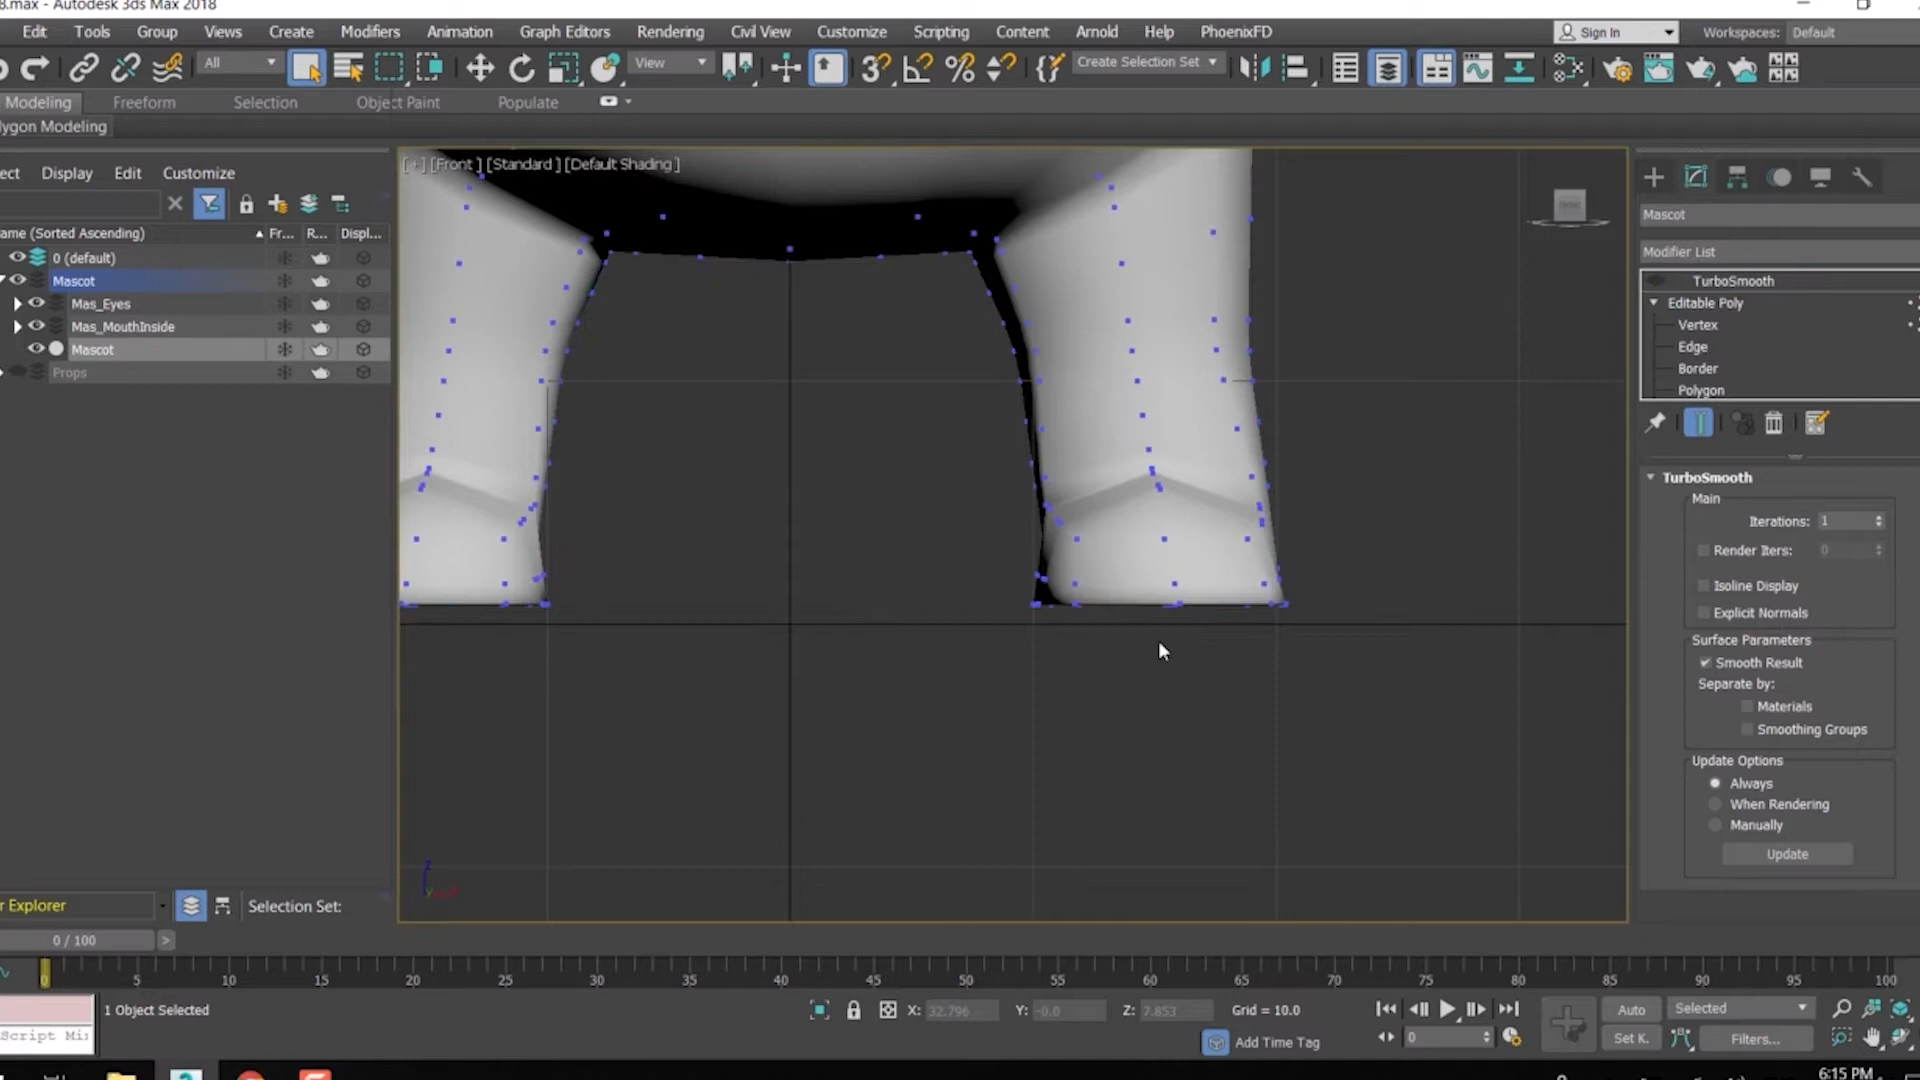 8.max - Autodesk 3ds Max 2018
Edit Tools Group Views Create Modifiers Animation Graph Editors Rendering Civil View Customize Scripting Content Arnold Help PhoenixFD Sign In Workspaces: Default
All View Create Selection Set
Modeling Freeform Selection Object Paint Populate
lygon Modeling
[+] [Front ] [Standard ] [Default Shading ]
ect Display Edit Customize
ame (Sorted Ascending) Fr... R... Displ...
0 (default)
Mascot
Mas_Eyes
Mas_MouthInside
Mascot
Props
Mascot
Modifier List
TurboSmooth
Editable Poly
Vertex
Edge
Border
Polygon
TurboSmooth
Main
Iterations: 1
Render Iters: 0
Isoline Display
Explicit Normals
Surface Parameters
Smooth Result
Separate by:
Materials
Smoothing Groups
Update Options
Always
When Rendering
Manually
Update
z
y
r Explorer Selection Set:
0 / 100 >
0 5 10 15 20 25 30 35 40 45 50 55 60 65 70 75 80 85 90 95 100
1 Object Selected X: 32.796 Y: -0.0 Z: 7.853 Grid = 10.0 Auto Selected
Script Mi
Add Time Tag 0 Set K. Filters...
6:15 PM